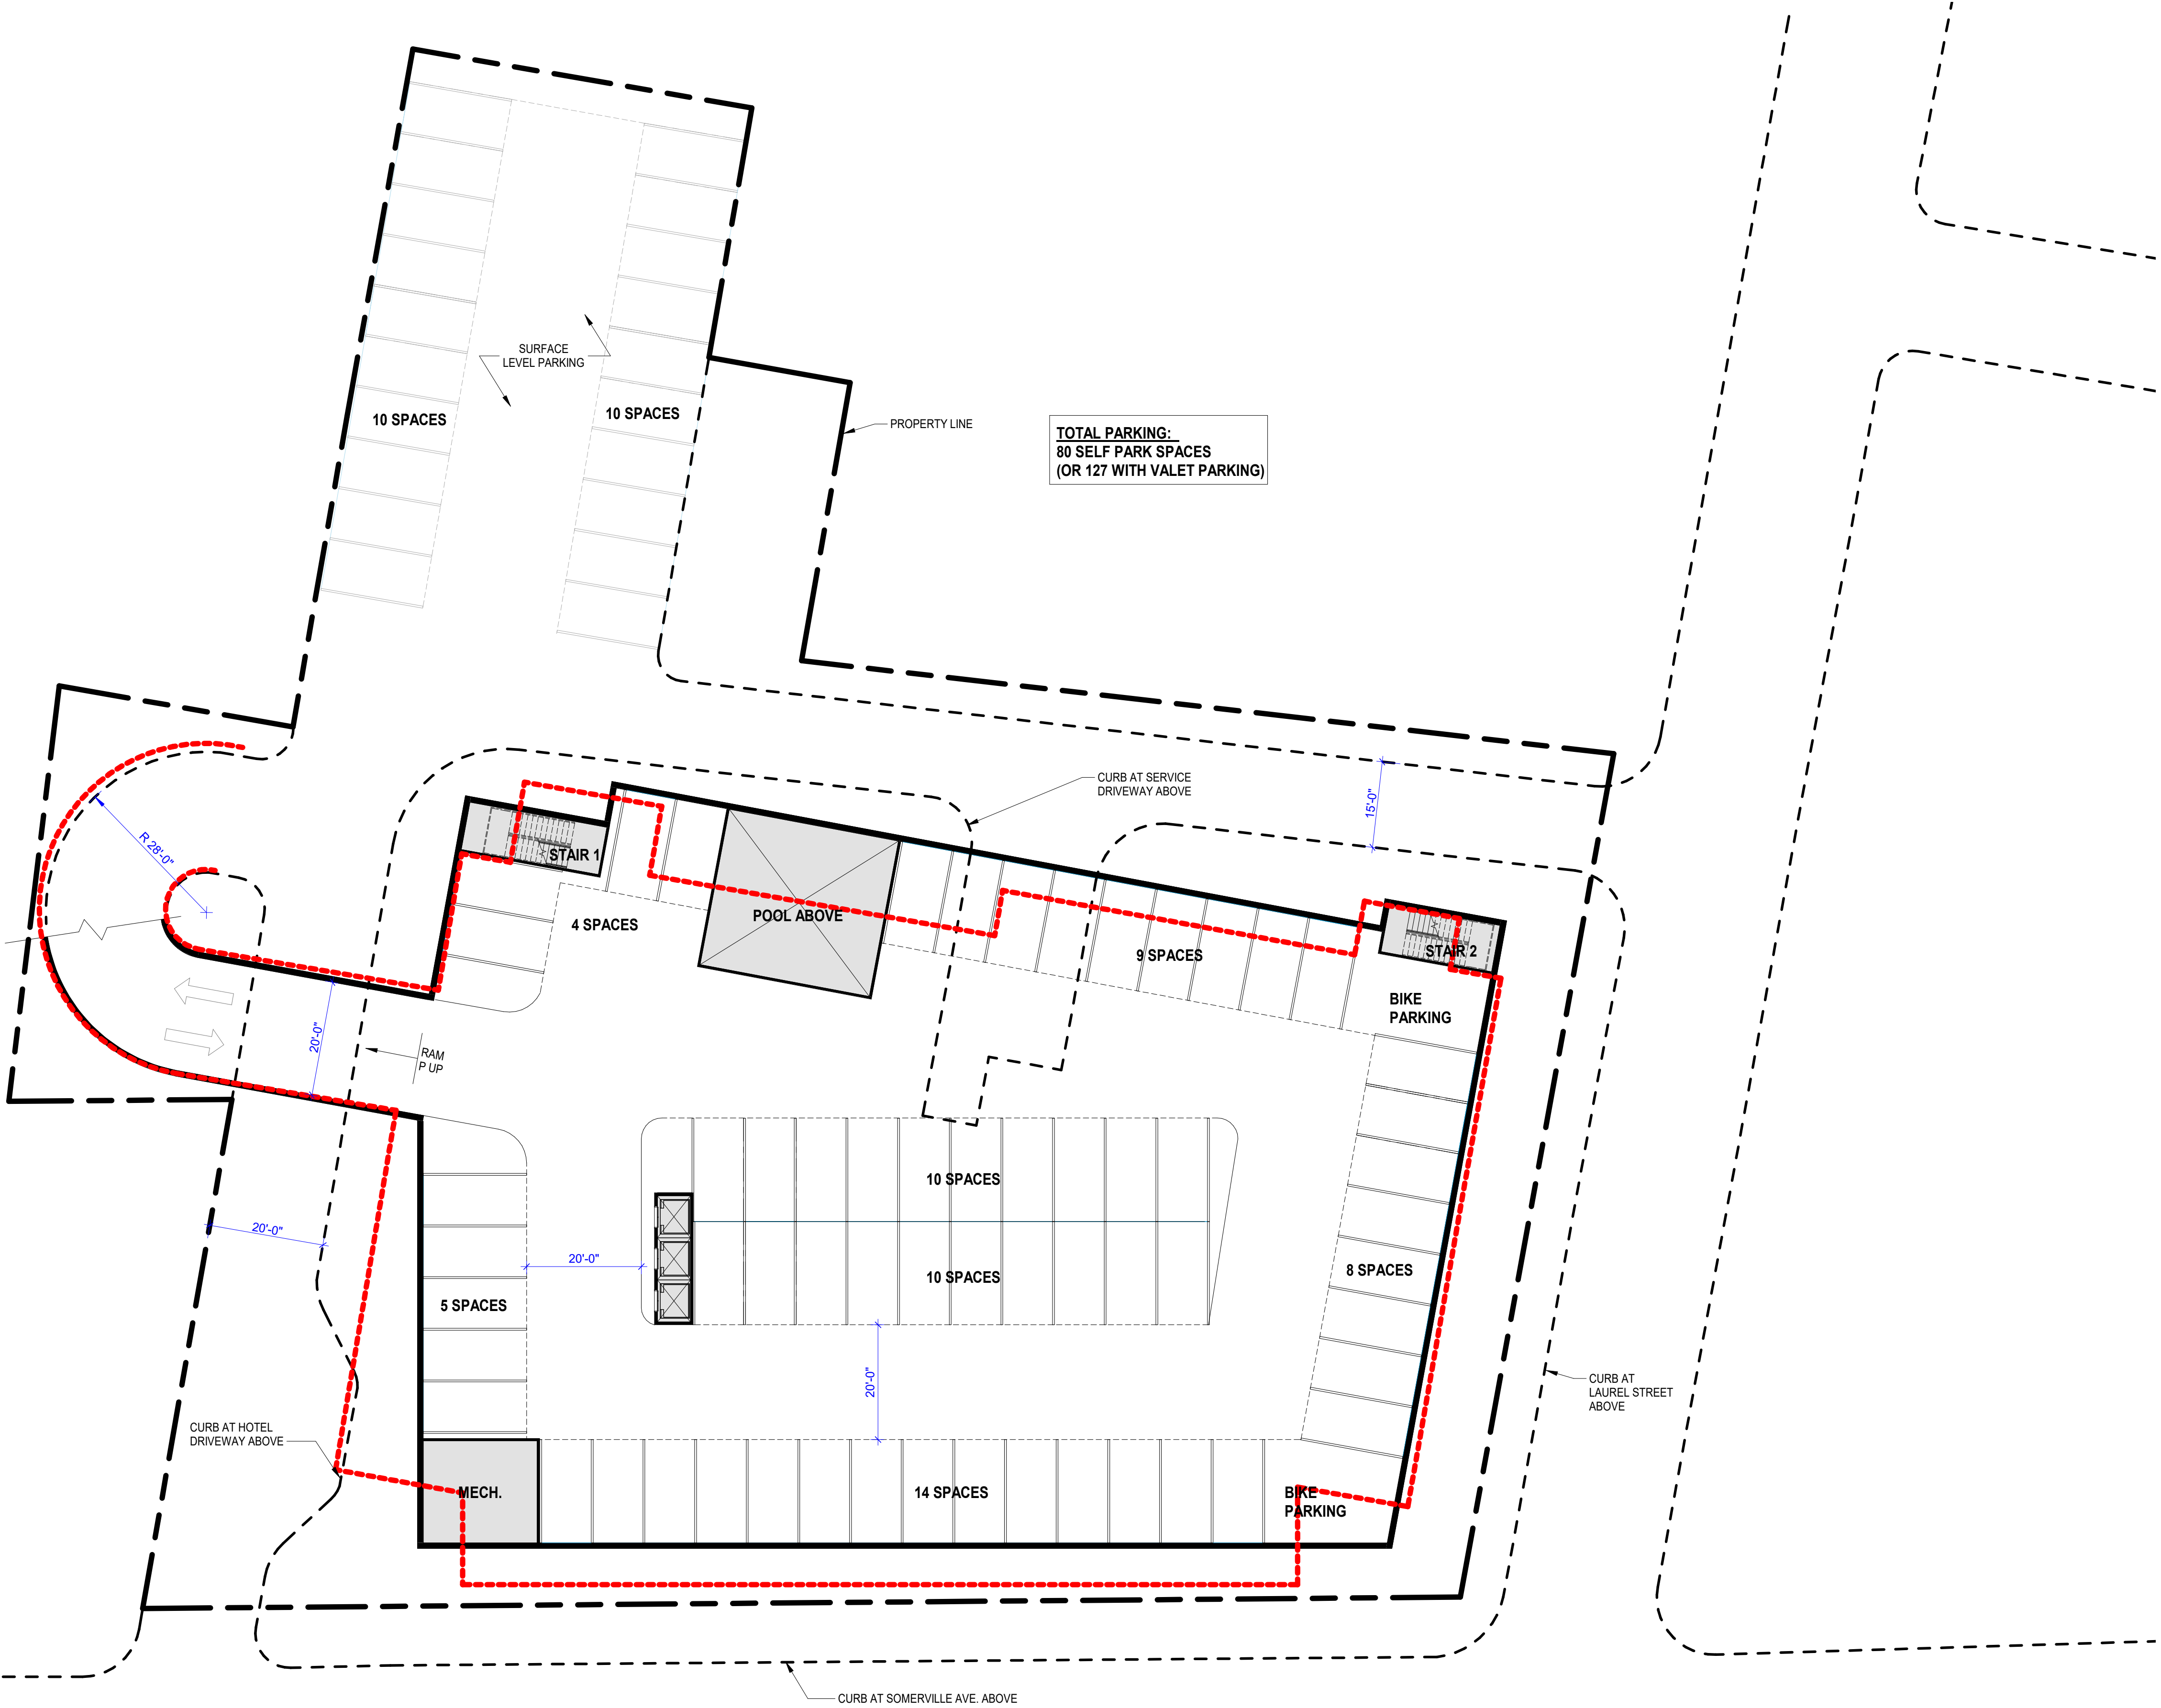 SURFACE
LEVEL PARKING
10 SPACES
10 SPACES
PROPERTY LINE
TOTAL PARKING:
80 SELF PARK SPACES
(OR 127 WITH VALET PARKING)
CURB AT SERVICE
DRIVEWAY ABOVE
15'-0"
R 28'-0"
STAIR 1
4 SPACES
POOL ABOVE
9 SPACES
STAIR 2
BIKE
PARKING
20'-0"
RAM
P UP
10 SPACES
20'-0"
20'-0"
10 SPACES
8 SPACES
5 SPACES
20'-0"
CURB AT
LAUREL STREET
ABOVE
CURB AT HOTEL
DRIVEWAY ABOVE
MECH.
14 SPACES
BIKE
PARKING
CURB AT SOMERVILLE AVE. ABOVE